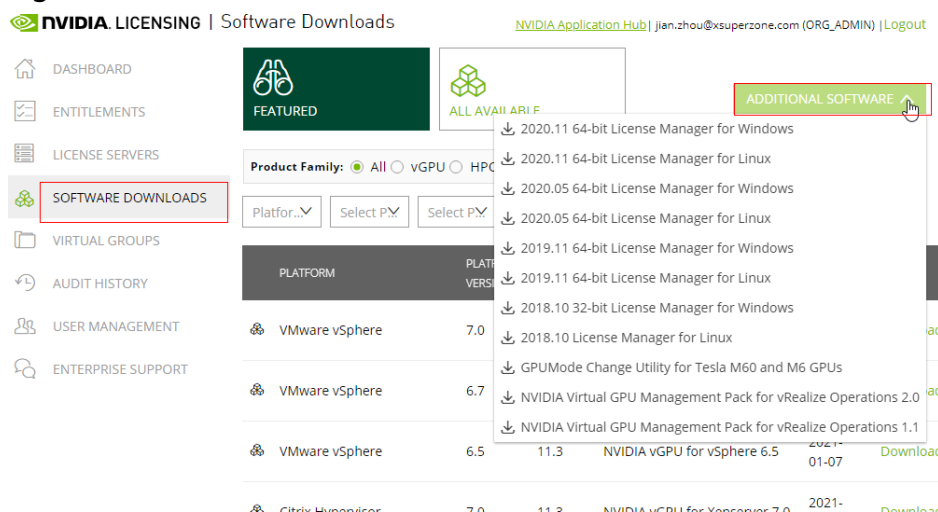 NVIDIA. LICENSING | Software Downloads
NVIDIA Application Hub | jian.zhou@xsuperzone.com (ORG_ADMIN) | Logout
DASHBOARD
ENTITLEMENTS
LICENSE SERVERS
SOFTWARE DOWNLOADS
VIRTUAL GROUPS
AUDIT HISTORY
USER MANAGEMENT
ENTERPRISE SUPPORT
FEATURED
ALL AVAILABLE
ADDITIONAL SOFTWARE
2020.11 64-bit License Manager for Windows
2020.11 64-bit License Manager for Linux
2020.05 64-bit License Manager for Windows
2020.05 64-bit License Manager for Linux
2019.11 64-bit License Manager for Windows
2019.11 64-bit License Manager for Linux
2018.10 32-bit License Manager for Windows
2018.10 License Manager for Linux
GPUMode Change Utility for Tesla M60 and M6 GPUs
NVIDIA Virtual GPU Management Pack for vRealize Operations 2.0
NVIDIA Virtual GPU Management Pack for vRealize Operations 1.1
Product Family: All vGPU HPC
Platfor.. Select P.. Select P..
PLATFORM
VMware vSphere 7.0
VMware vSphere 6.7
VMware vSphere 6.5 11.3 NVIDIA vGPU for vSphere 6.5 2021-01-07 Download
Citrix Hypervisor 7.0 11.3 NVIDIA vGPU for Xenserver 7.0 2021- Download